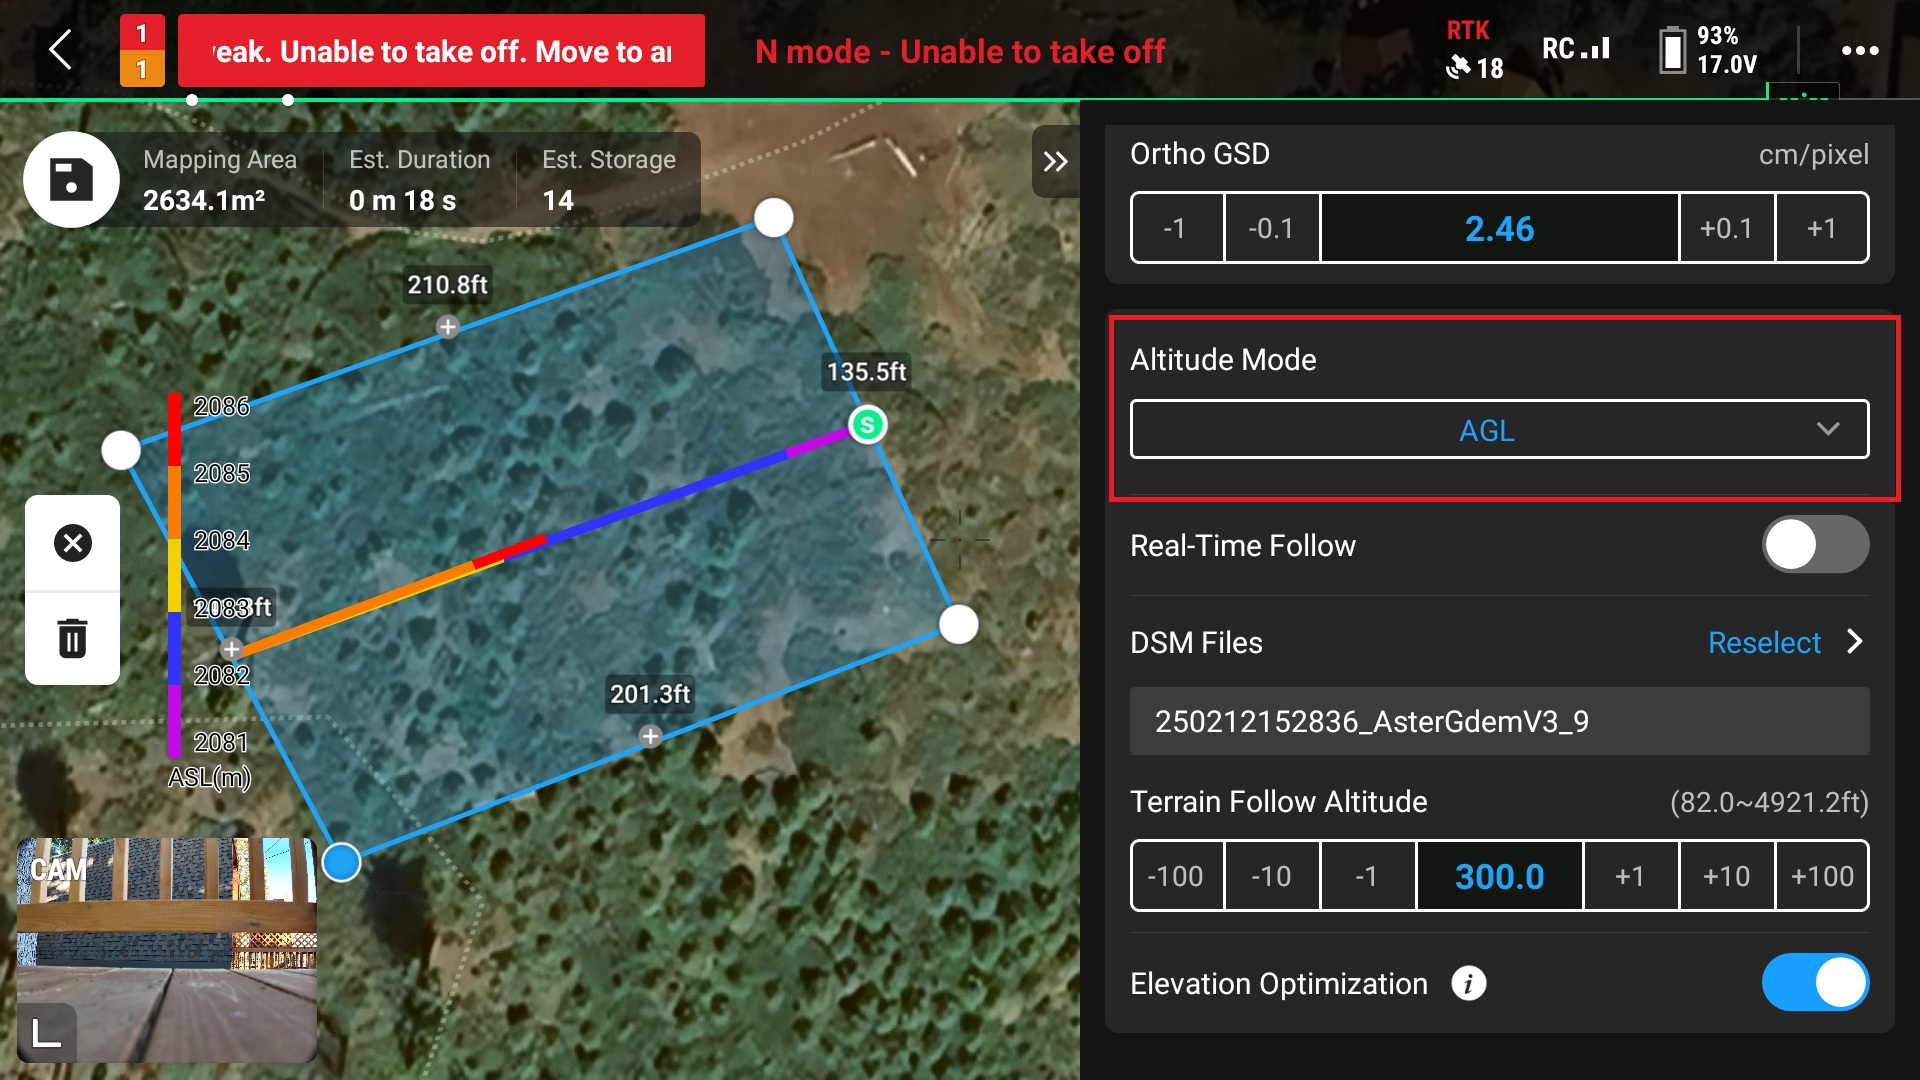 1
1
eak. Unable to take off. Move to a
N mode - Unable to take off
RTK
18
RC
93%
17.0V
Mapping Area
2634.1m²
Est. Duration
0 m 18 s
Est. Storage
14
Ortho GSD
cm/pixel
-1 -0.1 2.46 +0.1 +1
210.8ft
135.5ft
S
2086
2085
2084
2083
ft
2082
2081
ASL(m)
201.3ft
CAM
Altitude Mode
AGL
Real-Time Follow
DSM Files
Reselect
250212152836_AsterGdemV3_9
Terrain Follow Altitude
(82.0~4921.2ft)
-100 -10 -1 300.0 +1 +10 +100
Elevation Optimization
i